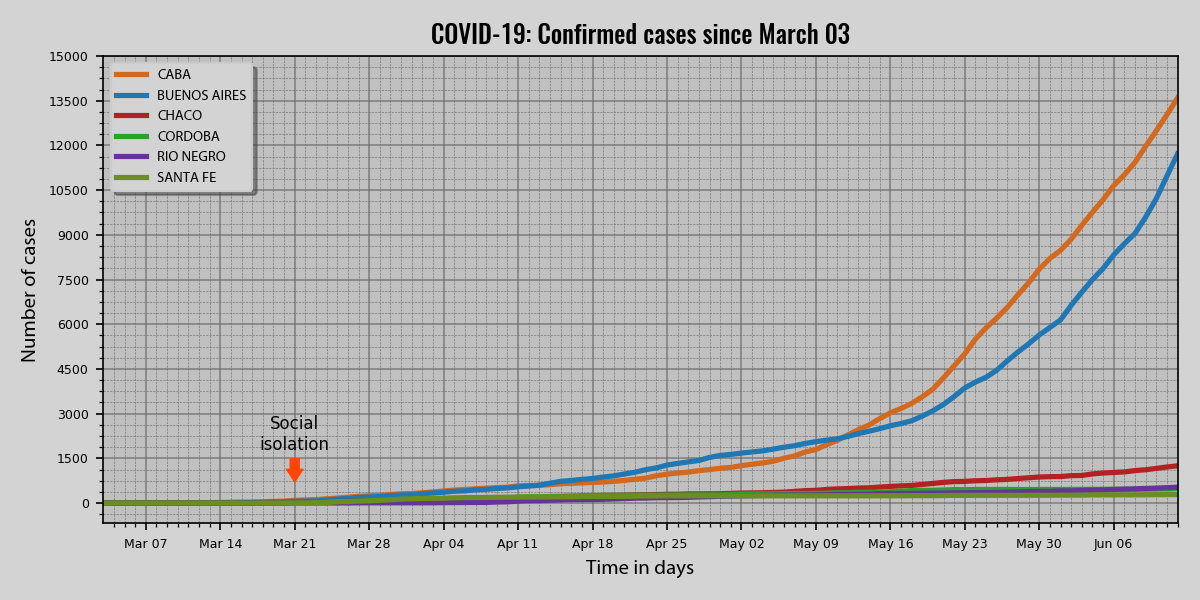 COVID-19: Confirmed cases since March 03
15000
13500
12000
10500
9000
7500
6000
4500
3000
1500
0
Number of cases
CABA
BUENOS AIRES
CHACO
CORDOBA
RIO NEGRO
SANTA FE
Social
isolation
Mar 07 Mar 14 Mar 21 Mar 28 Apr 04 Apr 11 Apr 18 Apr 25 May 02 May 09 May 16 May 23 May 30 Jun 06
Time in days